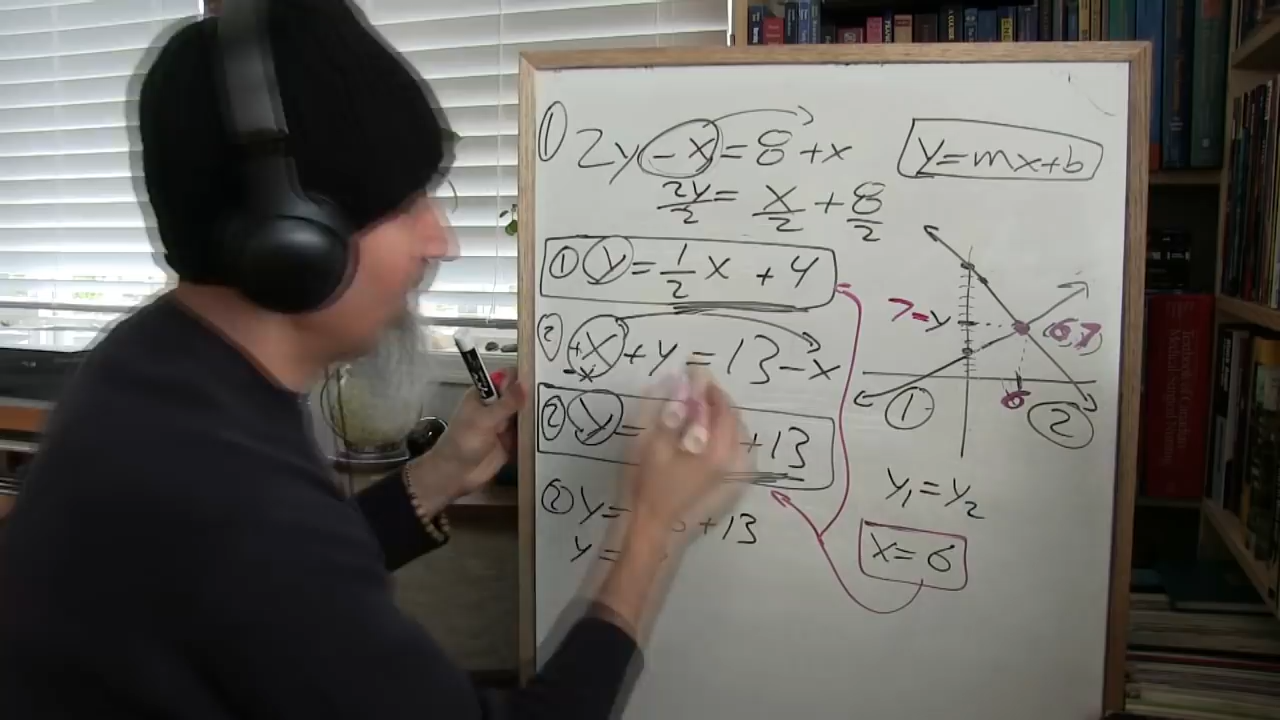 ① 2y -x = 8 +x
y=mx+b
2y/2 = x/2 + 8/2
① y = 1/2 x + 4
② +x + y = 13 - x
-x
② y = +13
② y= +13
y =
7 = y
(6,7)
6
① ②
y₁ = y₂
x = 6